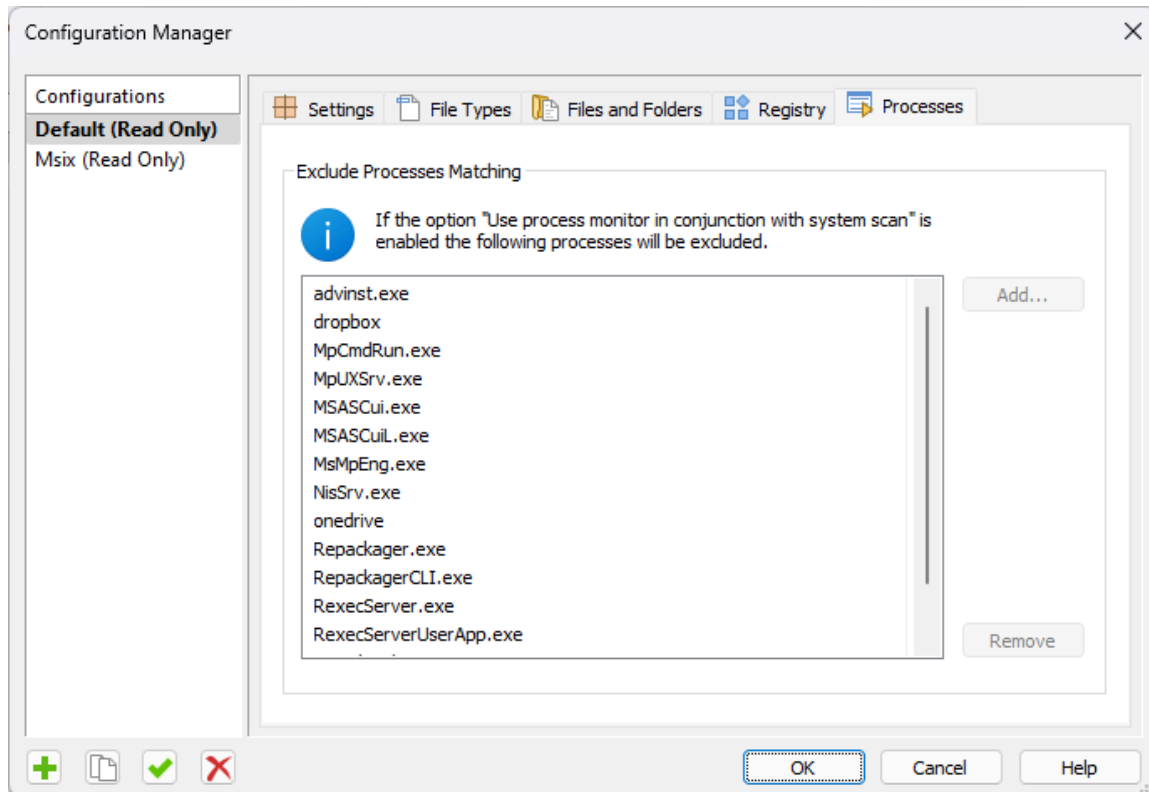 Configuration Manager
Configurations
Default (Read Only)
Msix (Read Only)
Settings
File Types
Files and Folders
Registry
Processes
Exclude Processes Matching
If the option "Use process monitor in conjunction with system scan" is
enabled the following processes will be excluded.
advinst.exe
dropbox
MpCmdRun.exe
MpUXSrv.exe
MSASCui.exe
MSASCuiL.exe
MsMpEng.exe
NisSrv.exe
onedrive
Repackager.exe
RepackagerCLI.exe
RexecServer.exe
RexecServerUserApp.exe
Add...
Remove
OK
Cancel
Help